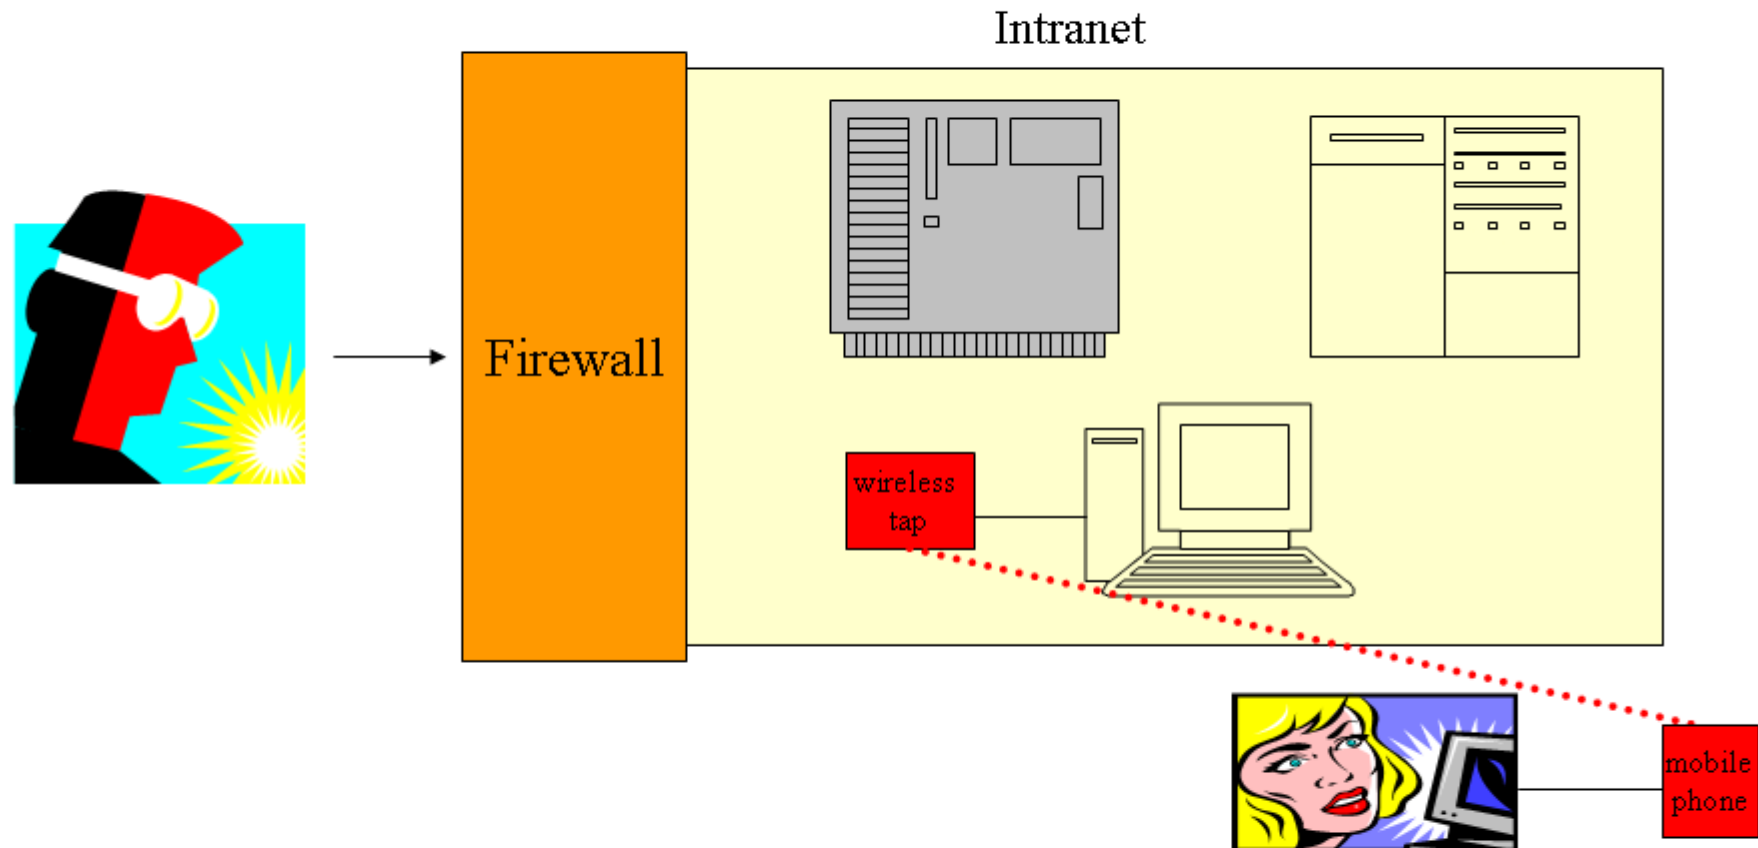 Intranet
Firewall
wireless
tap
mobile
phone